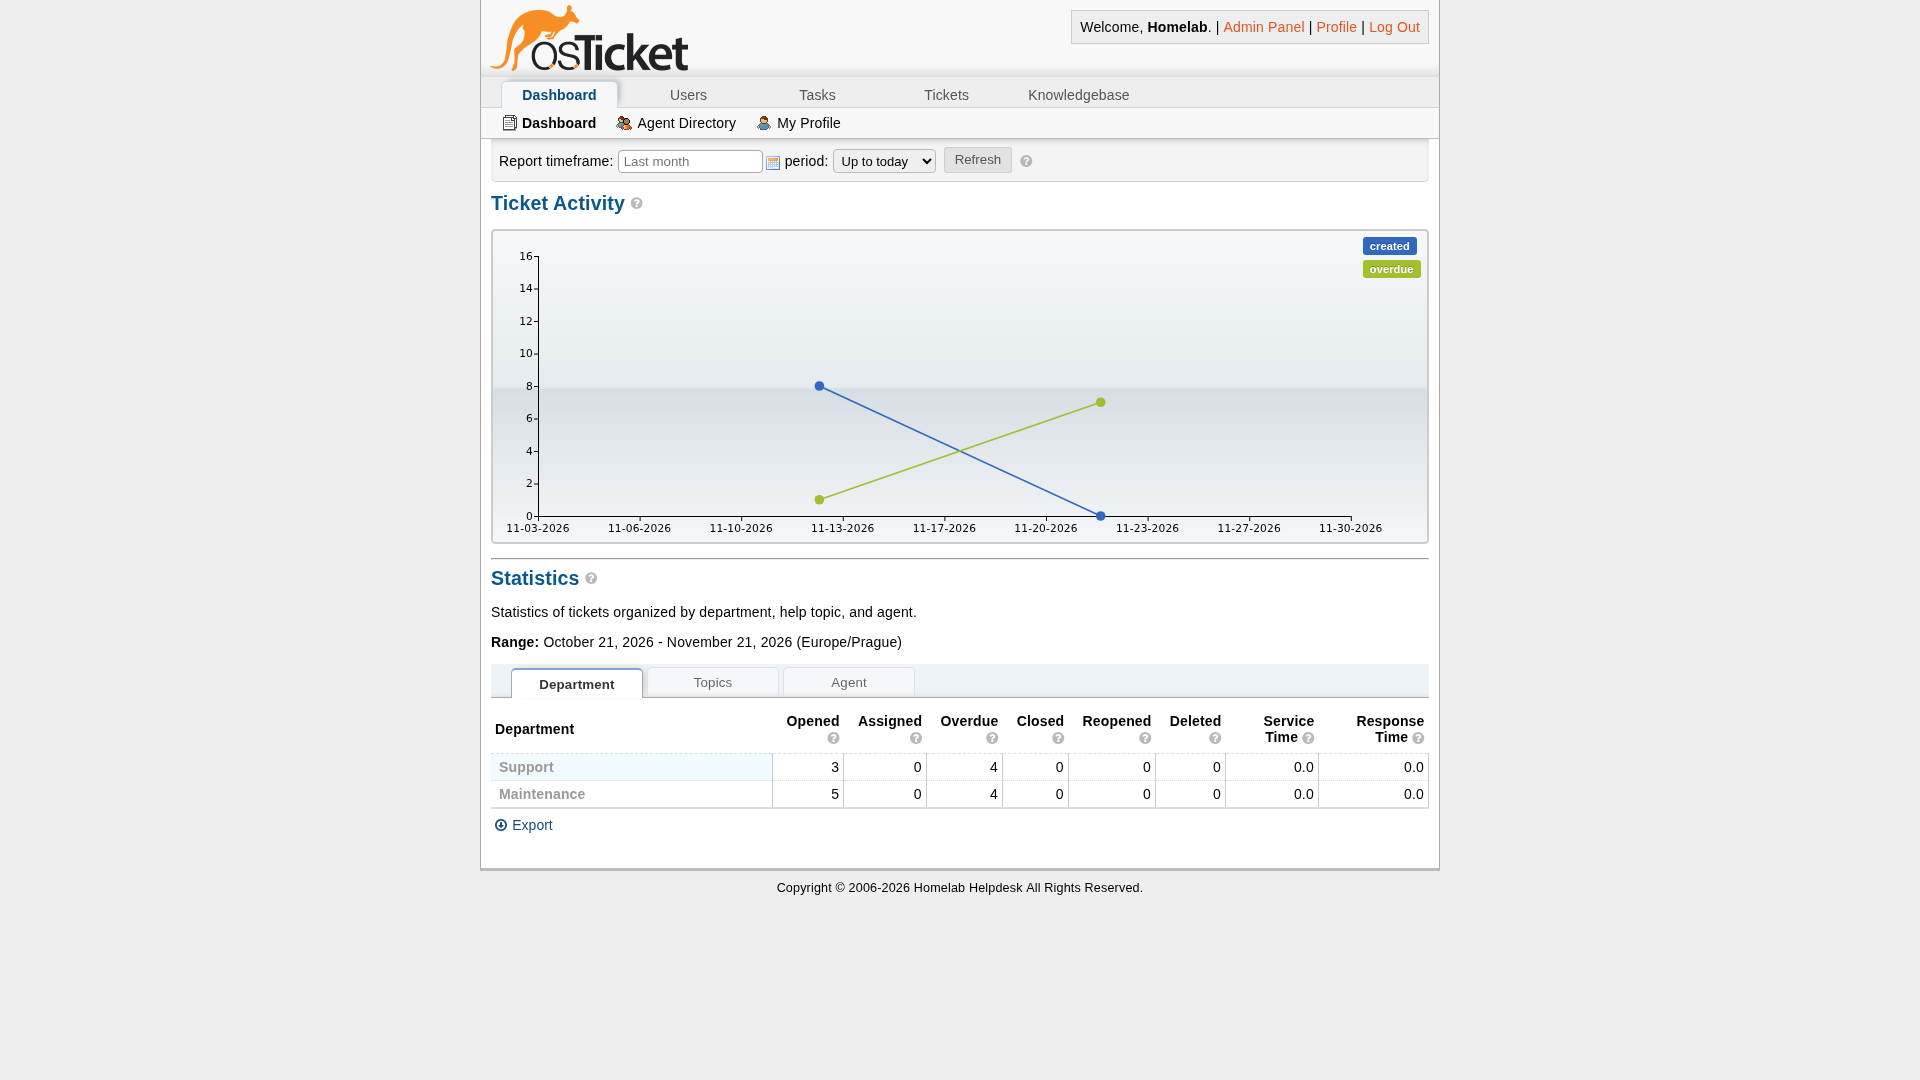 osTicket
Welcome, Homelab. | Admin Panel | Profile | Log Out
Dashboard Users Tasks Tickets Knowledgebase
Dashboard Agent Directory My Profile
Report timeframe: Last month period: Up to today Refresh
Ticket Activity
created
overdue
16
14
12
10
8
6
4
2
0
11-03-2026 11-06-2026 11-10-2026 11-13-2026 11-17-2026 11-20-2026 11-23-2026 11-27-2026 11-30-2026
Statistics
Statistics of tickets organized by department, help topic, and agent.
Range: October 21, 2026 - November 21, 2026 (Europe/Prague)
Department Topics Agent
Department Opened Assigned Overdue Closed Reopened Deleted Service Time Response Time
Support 3 0 4 0 0 0 0.0 0.0
Maintenance 5 0 4 0 0 0 0.0 0.0
Export
Copyright © 2006-2026 Homelab Helpdesk All Rights Reserved.